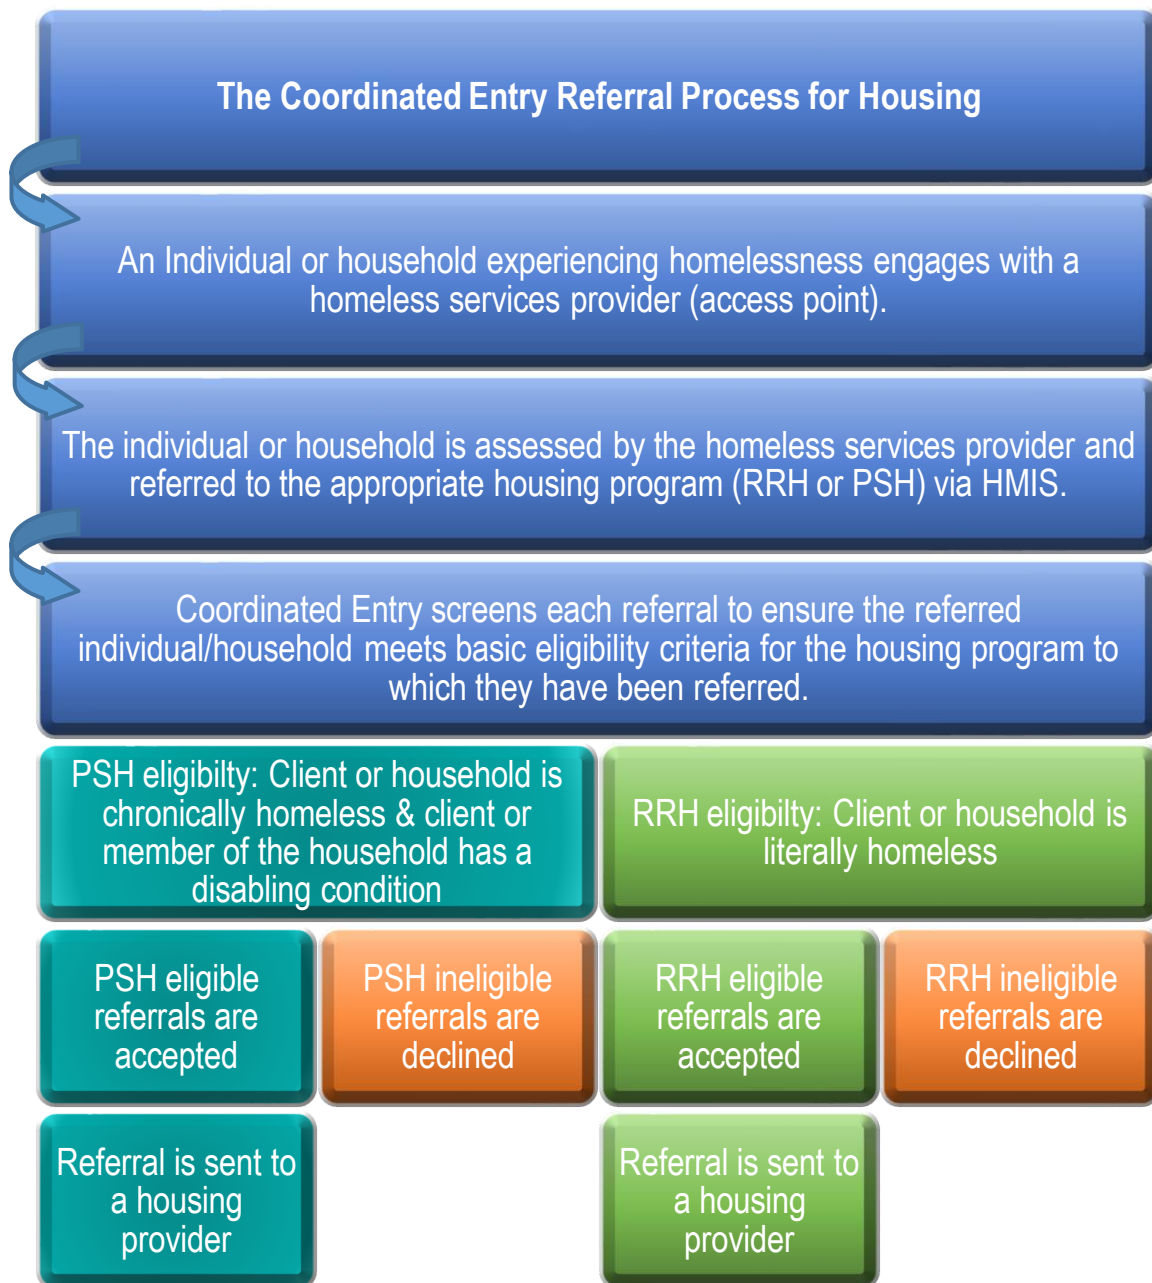 The Coordinated Entry Referral Process for Housing
An Individual or household experiencing homelessness engages with a
homeless services provider (access point).
The individual or household is assessed by the homeless services provider and
referred to the appropriate housing program (RRH or PSH) via HMIS.
Coordinated Entry screens each referral to ensure the referred
individual/household meets basic eligibility criteria for the housing program to
which they have been referred.
PSH eligibilty: Client or household is
chronically homeless & client or
member of the household has a
disabling condition
RRH eligibilty: Client or household is
literally homeless
PSH eligible
referrals are
accepted
PSH ineligible
referrals are
declined
RRH eligible
referrals are
accepted
RRH ineligible
referrals are
declined
Referral is sent to
a housing
provider
Referral is sent to
a housing
provider